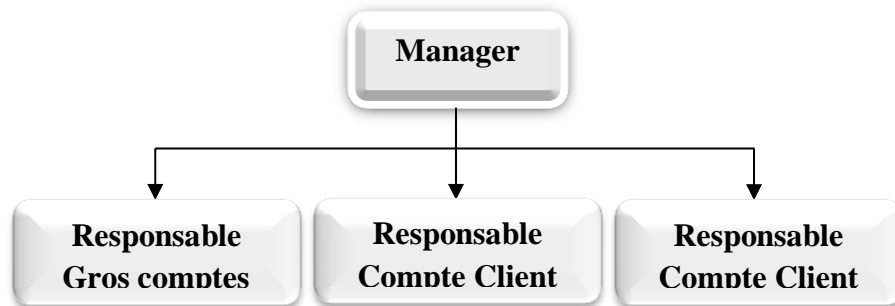 Manager
Responsable
Gros comptes
Responsable
Compte Client
Responsable
Compte Client